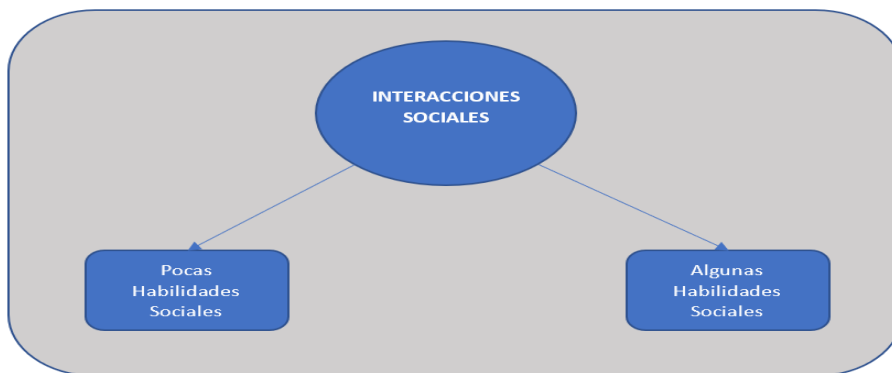 INTERACCIONES
SOCIALES
Pocas
Habilidades
Sociales
Algunas
Habilidades
Sociales